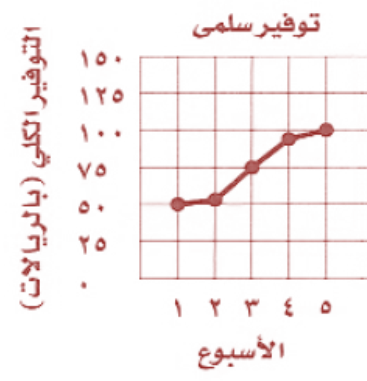 توفير سلمى
التوفير الكلي (بالريالات)
١٥٠
١٢٥
١٠٠
٧٥
٥٠
٢٥
٠
١ ٢ ٣ ٤ ٥
الأسبوع